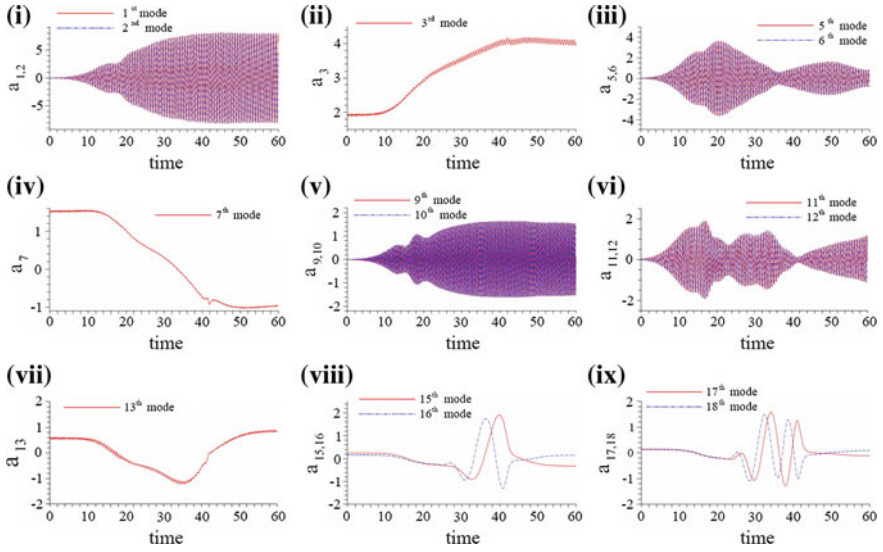 (i)
1st mode
2nd mode
a1,2
5
0
-5
0 10 20 30 40 50 60
time
(ii)
3rd mode
a3
4
3
2
0 10 20 30 40 50 60
time
(iii)
5th mode
6th mode
a5,6
4
2
0
-2
-4
0 10 20 30 40 50 60
time
(iv)
7th mode
a7
1
0
-1
0 10 20 30 40 50 60
time
(v)
9th mode
10th mode
a9,10
2
1
0
-1
-2
0 10 20 30 40 50 60
time
(vi)
11th mode
12th mode
a11,12
2
0
-2
0 10 20 30 40 50 60
time
(vii)
13th mode
a13
2
1
0
-1
-2
0 10 20 30 40 50 60
time
(viii)
15th mode
16th mode
a15,16
2
1
0
-1
-2
0 10 20 30 40 50 60
time
(ix)
17th mode
18th mode
a17,18
2
1
0
-1
-2
0 10 20 30 40 50 60
time